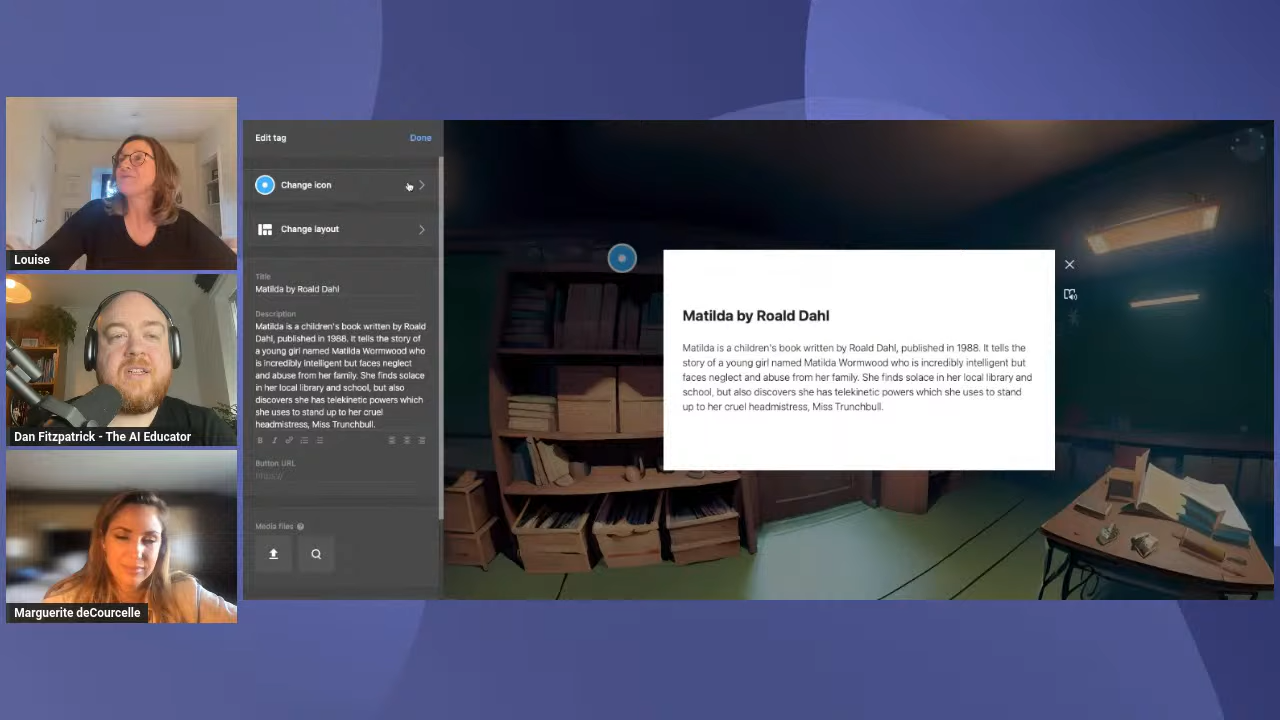 Louise
Dan Fitzpatrick - The AI Educator
Marguerite deCourcelle
Edit tag
Done
Change icon
Change layout
Title
Matilda by Roald Dahl
Description
Matilda is a children's book written by Roald
Dahl, published in 1988. It tells the story of
a young girl named Matilda Wormwood who
is incredibly intelligent but faces neglect
and abuse from her family. She finds solace
in her local library and school, but also
discovers she has telekinetic powers which
she uses to stand up to her cruel
headmistress, Miss Trunchbull.
B I
Button URL
https://
Media files
Matilda by Roald Dahl
Matilda is a children's book written by Roald Dahl, published in 1988. It tells the
story of a young girl named Matilda Wormwood who is incredibly intelligent but
faces neglect and abuse from her family. She finds solace in her local library and
school, but also discovers she has telekinetic powers which she uses to stand
up to her cruel headmistress, Miss Trunchbull.